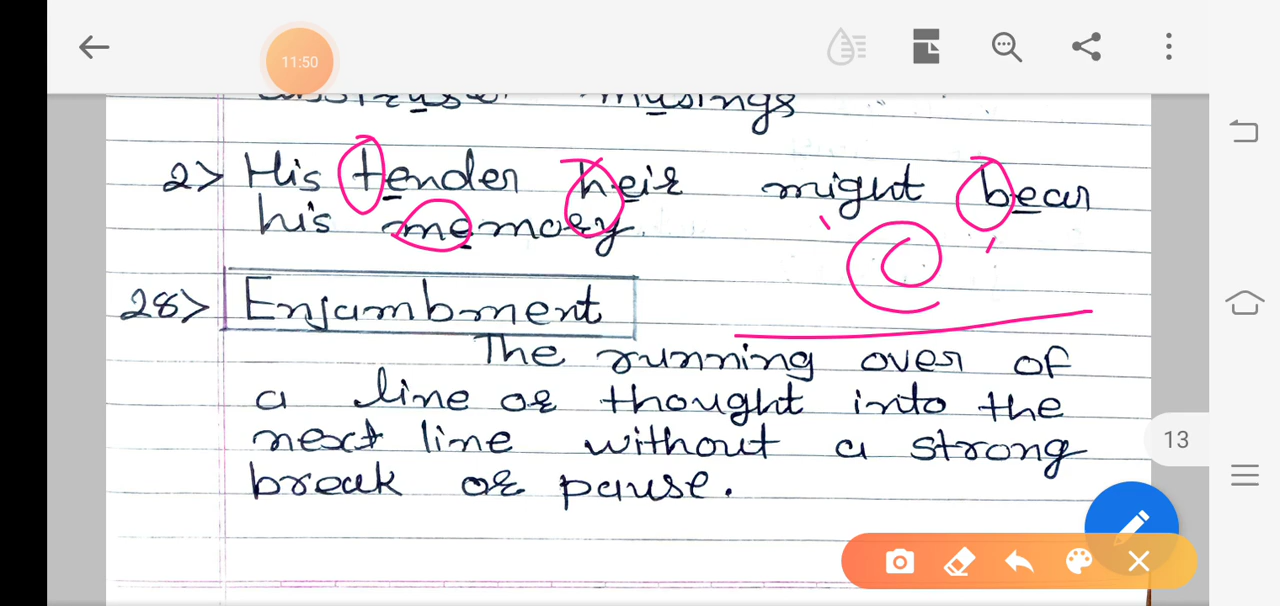 11:50
musings
2> His tender heir might bear
his memory.
28> Enjambment
The running over of
a line or thought into the
next line without a strong
break or pause.
13